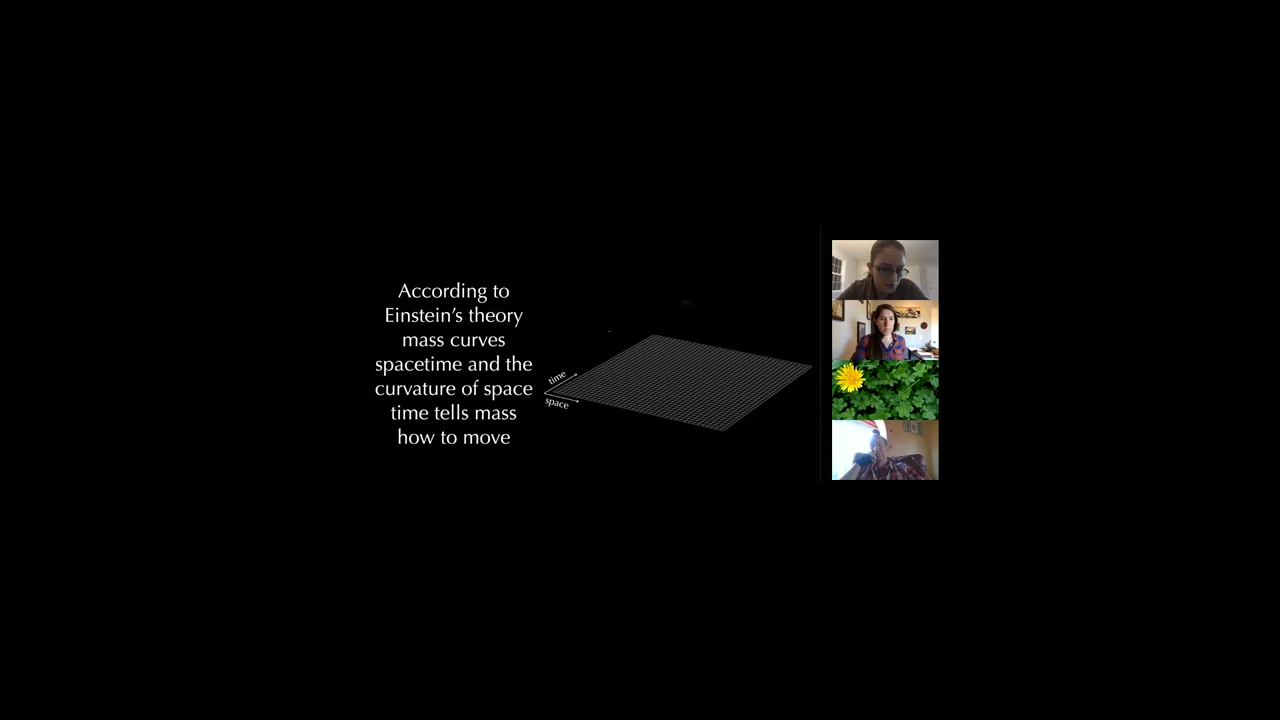 According to
Einstein's theory
mass curves
spacetime and the
curvature of space
time tells mass
how to move
time
space